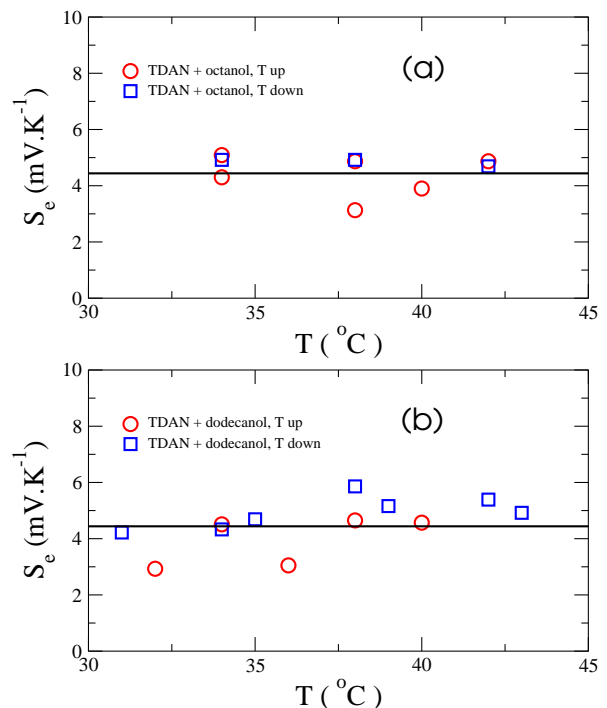 10
(a)
TDAN + octanol, T up
TDAN + octanol, T down
8
6
4
2
0
S_e (mV.K^-1)
30 35 40 45
T ( °C )
10
(b)
TDAN + dodecanol, T up
TDAN + dodecanol, T down
8
6
4
2
0
S_e (mV.K^-1)
30 35 40 45
T ( °C )